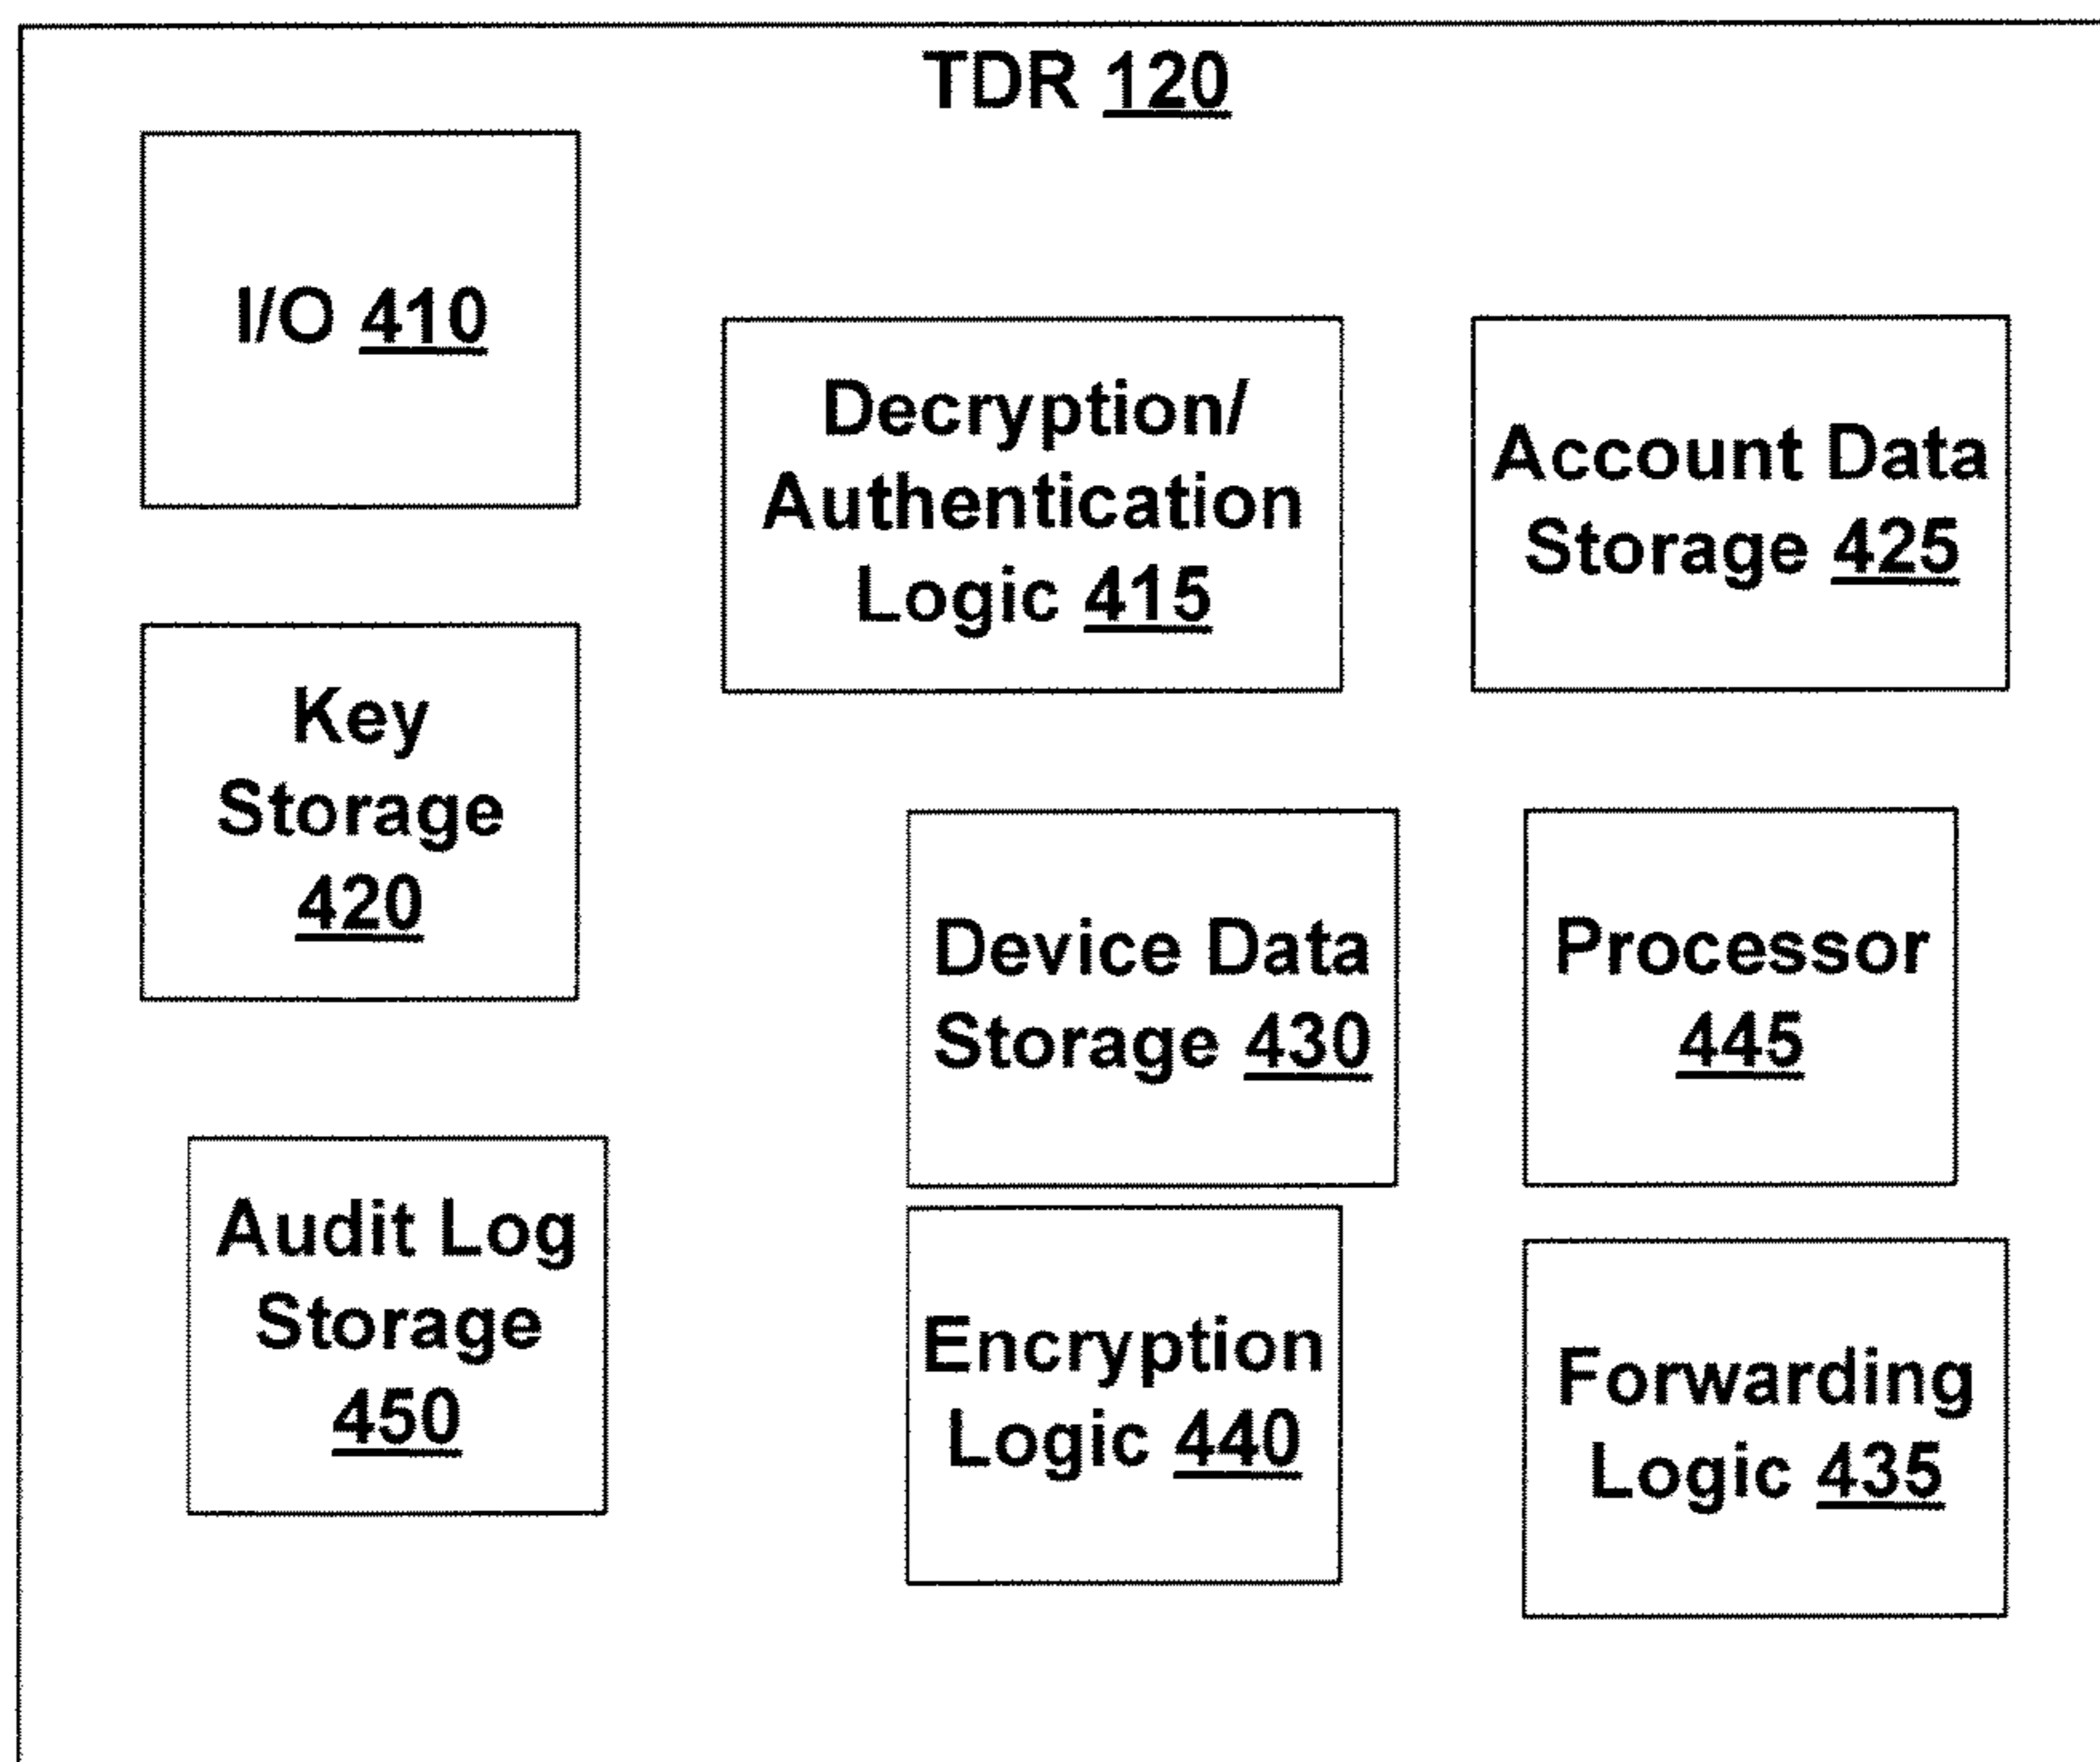 TDR 120
I/O 410
Decryption/
Authentication
Logic 415
Account Data
Storage 425
Key
Storage
420
Device Data
Storage 430
Processor
445
Audit Log
Storage
450
Encryption
Logic 440
Forwarding
Logic 435